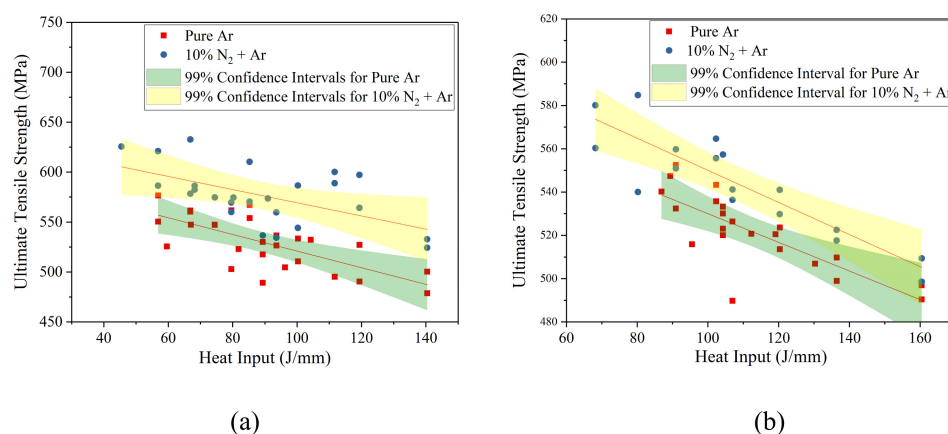 (a)
750
700
650
600
550
500
450
Ultimate Tensile Strength (MPa)
Pure Ar
10% N₂ + Ar
99% Confidence Intervals for Pure Ar
99% Confidence Intervals for 10% N₂ + Ar
40 60 80 100 120 140
Heat Input (J/mm)
(b)
620
600
580
560
540
520
500
480
Ultimate Tensile Strength (MPa)
Pure Ar
10% N₂ + Ar
99% Confidence Interval for Pure Ar
99% Confidence Interval for 10% N₂ + Ar
60 80 100 120 140 160
Heat Input (J/mm)
(a)
(b)